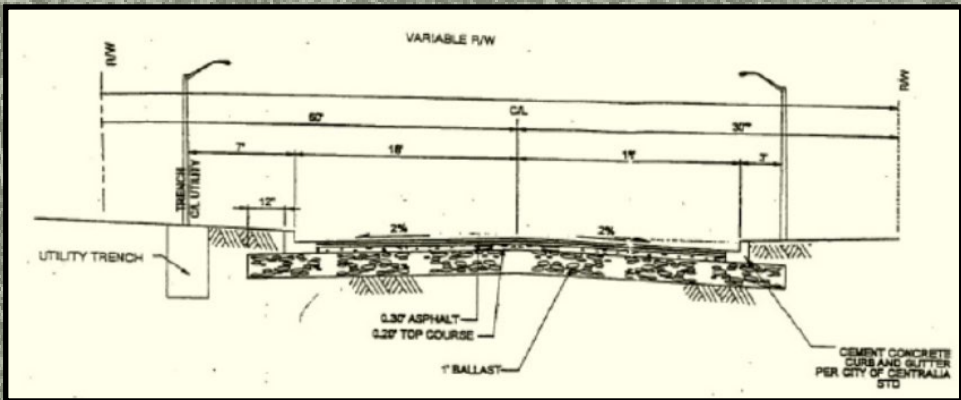 VARIABLE R/W
R/W
R/W
C/L
60'
30'
7'
18'
3'
TRENCH
C/L UTILITY
12"
2%
2%
UTILITY TRENCH
0.30' ASPHALT
0.20' TOP COURSE
1' BALLAST
CEMENT CONCRETE
CURB AND GUTTER
PER CITY OF CENTRALIA
STD